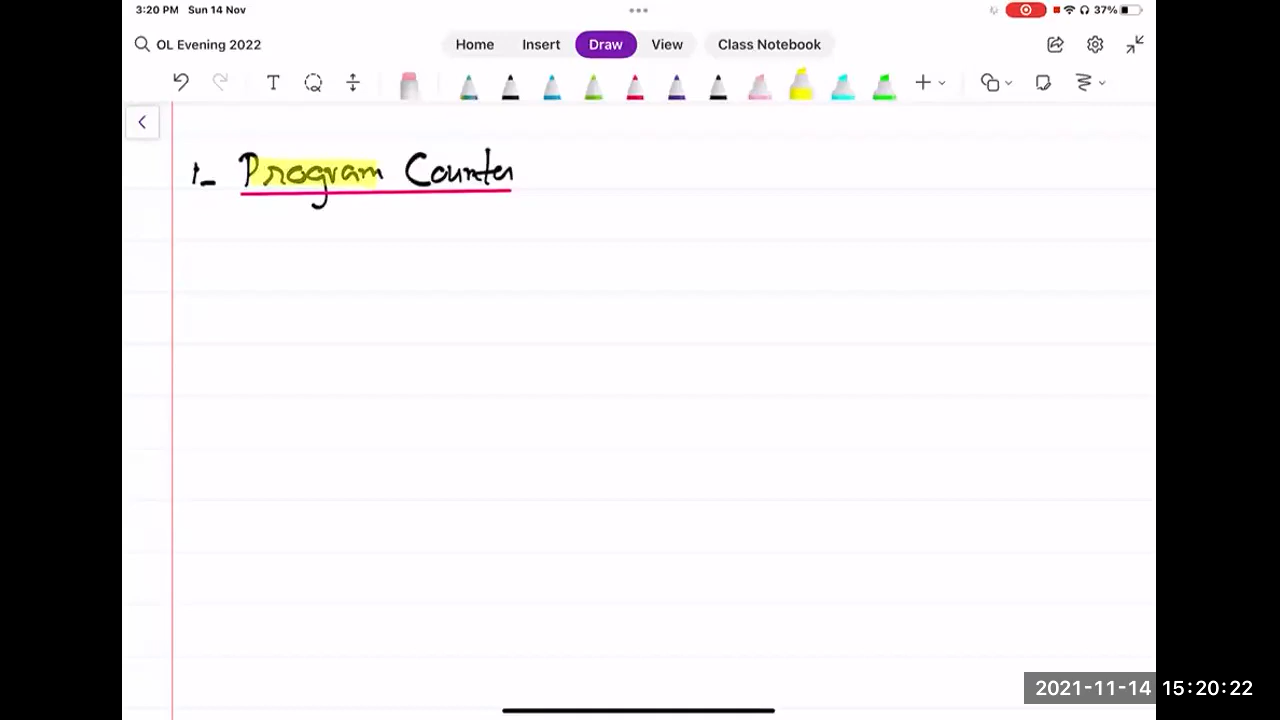 3:20 PM Sun 14 Nov 37%
OL Evening 2022 Home Insert Draw View Class Notebook
1- Program Counter
2021-11-14 15:20:22